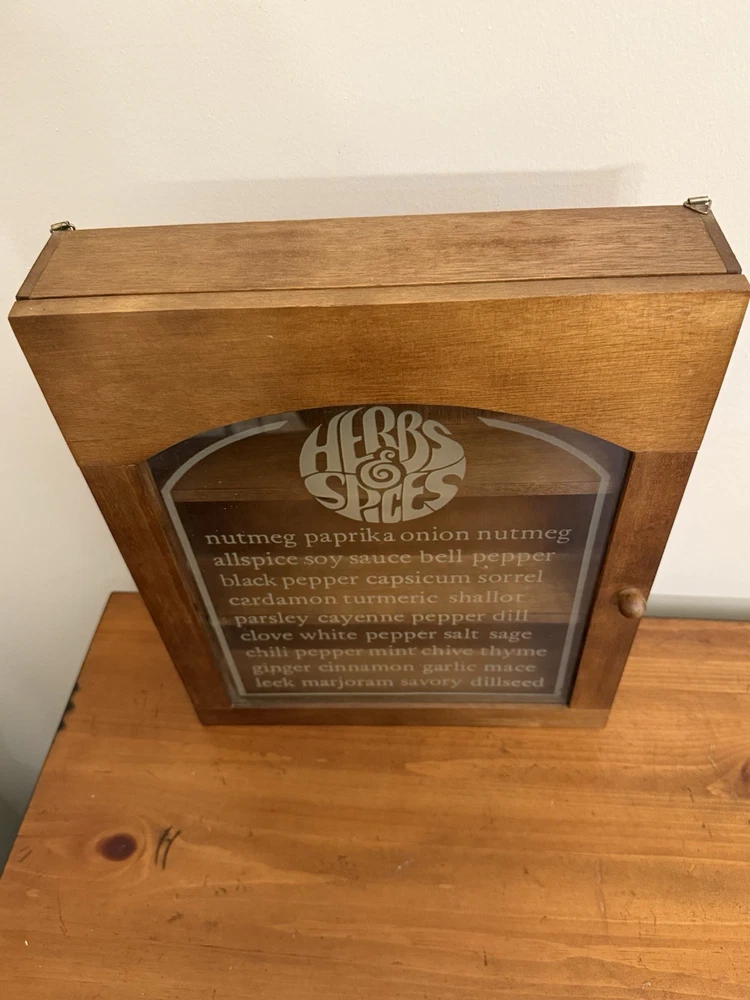 HERBS
&
SPICES
nutmeg paprika onion nutmeg
allspice soy sauce bell pepper
black pepper capsicum sorrel
cardamon turmeric shallot
parsley cayenne pepper dill
clove white pepper salt sage
chili pepper mint chive thyme
ginger cinnamon garlic mace
leek marjoram savory dillseed